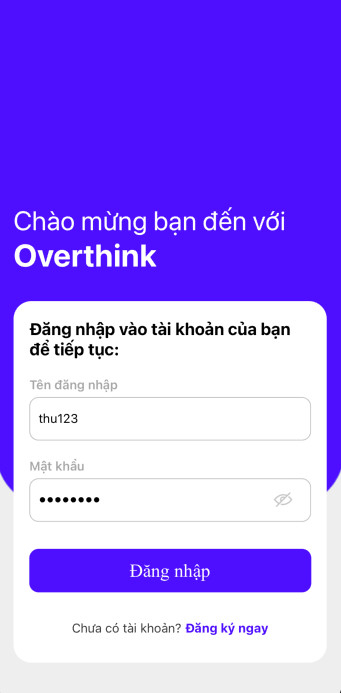 Chào mừng bạn đến với
Overthink
Đăng nhập vào tài khoản của bạn
để tiếp tục:
Tên đăng nhập
thu123
Mật khẩu
••••••••
Đăng nhập
Chưa có tài khoản? Đăng ký ngay